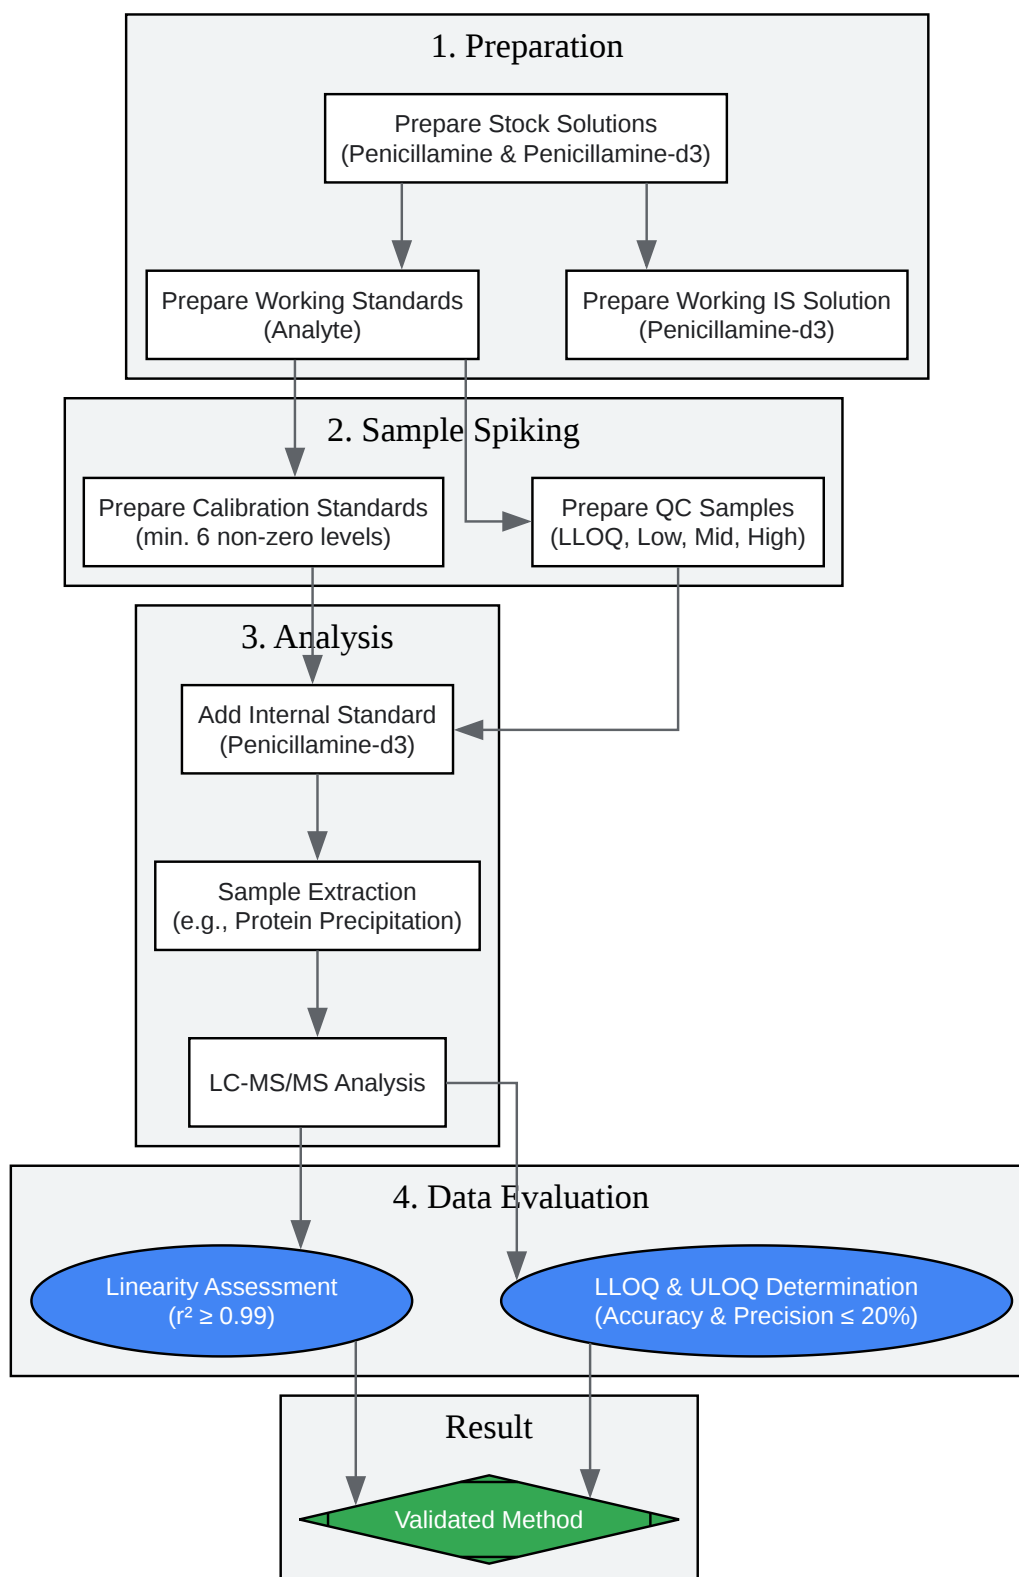 1. Preparation
Prepare Stock Solutions
(Penicillamine & Penicillamine-d3)
Prepare Working Standards
(Analyte)
Prepare Working IS Solution
(Penicillamine-d3)
2. Sample Spiking
Prepare Calibration Standards
(min. 6 non-zero levels)
Prepare QC Samples
(LLOQ, Low, Mid, High)
3. Analysis
Add Internal Standard
(Penicillamine-d3)
Sample Extraction
(e.g., Protein Precipitation)
LC-MS/MS Analysis
4. Data Evaluation
Linearity Assessment
(r² ≥ 0.99)
LLOQ & ULOQ Determination
(Accuracy & Precision ≤ 20%)
Result
Validated Method